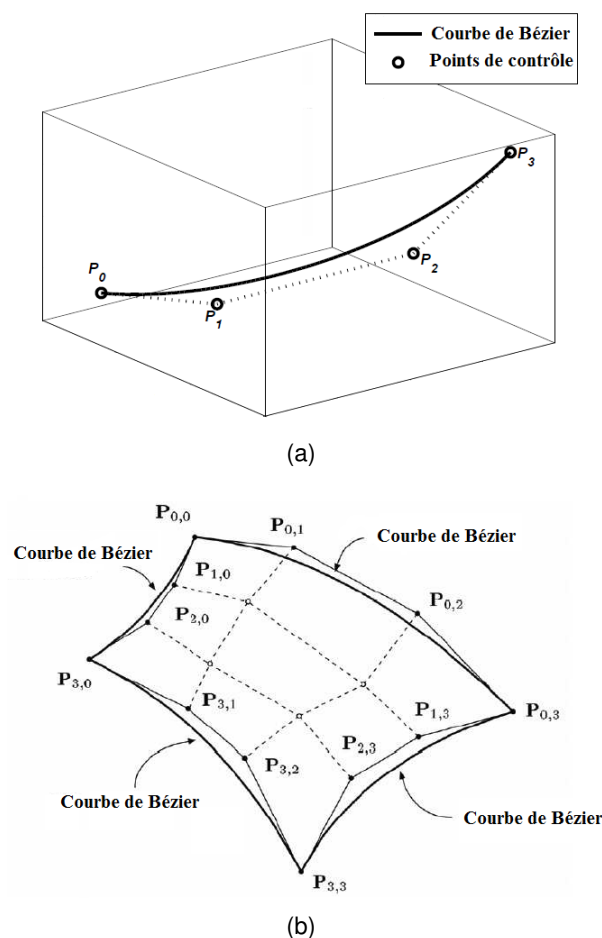 Courbe de Bézier
Points de contrôle
P3
P0
P2
P1
(a)
P0,0
P0,1
Courbe de Bézier
Courbe de Bézier
P1,0
P0,2
P2,0
P3,0
P3,1
P1,3
P0,3
P2,3
P3,2
Courbe de Bézier
Courbe de Bézier
P3,3
(b)